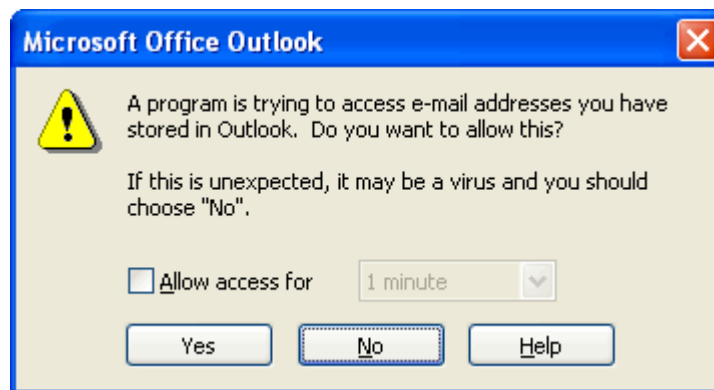 Microsoft Office Outlook
A program is trying to access e-mail addresses you have
stored in Outlook. Do you want to allow this?
If this is unexpected, it may be a virus and you should
choose "No".
Allow access for 1 minute
Yes No Help